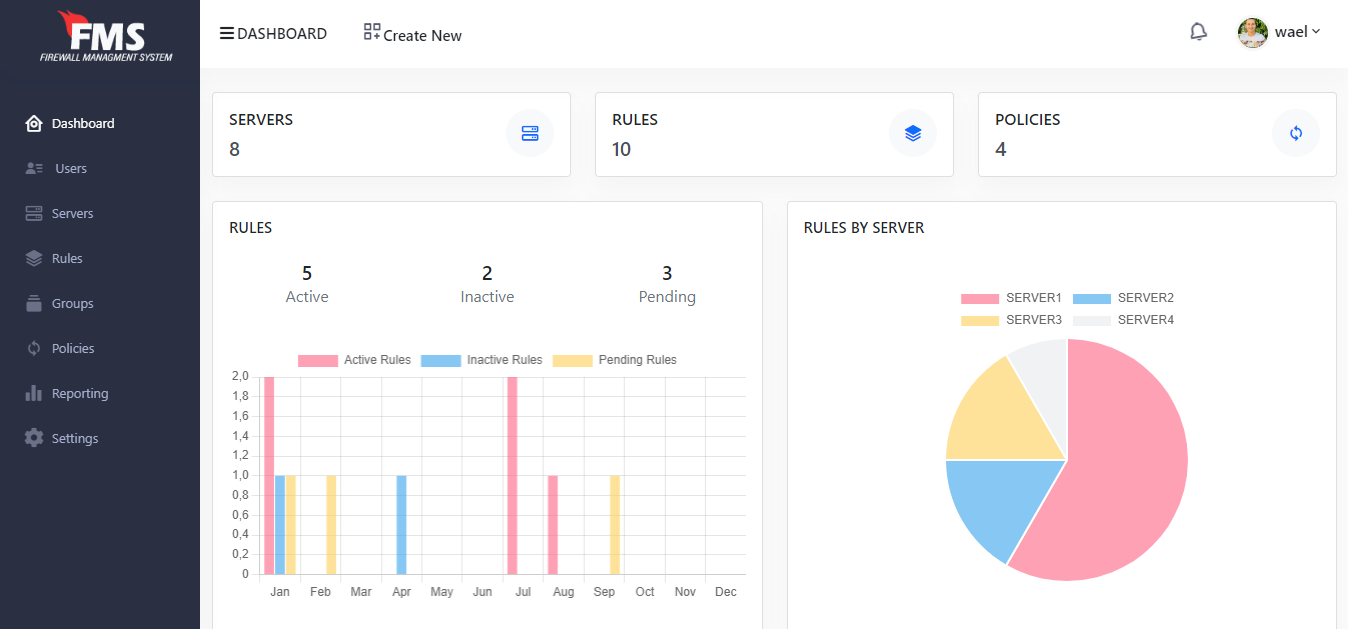 FMS
FIREWALL MANAGMENT SYSTEM
DASHBOARD
Create New
wael
Dashboard
Users
Servers
Rules
Groups
Policies
Reporting
Settings
SERVERS
8
RULES
10
POLICIES
4
RULES
5 2 3
Active Inactive Pending
Active Rules Inactive Rules Pending Rules
2,0
1,8
1,6
1,4
1,2
1,0
0,8
0,6
0,4
0,2
0
Jan Feb Mar Apr May Jun Jul Aug Sep Oct Nov Dec
RULES BY SERVER
SERVER1 SERVER2
SERVER3 SERVER4